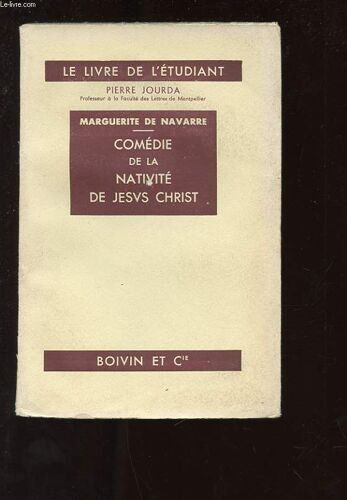 Le-livre.com
LE LIVRE DE L'ÉTUDIANT
PIERRE JOURDA
Professeur à la Faculté des Lettres de Montpellier
MARGUERITE DE NAVARRE
COMÉDIE
DE LA
NATIVITÉ
DE JESVS CHRIST
BOIVIN ET CIE